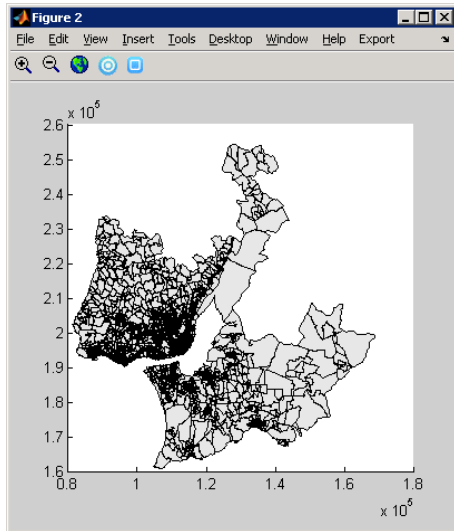 Figure 2
File Edit View Insert Tools Desktop Window Help Export
x 10^5
2.6
2.5
2.4
2.3
2.2
2.1
2
1.9
1.8
1.7
1.6
0.8 1 1.2 1.4 1.6 1.8
x 10^5